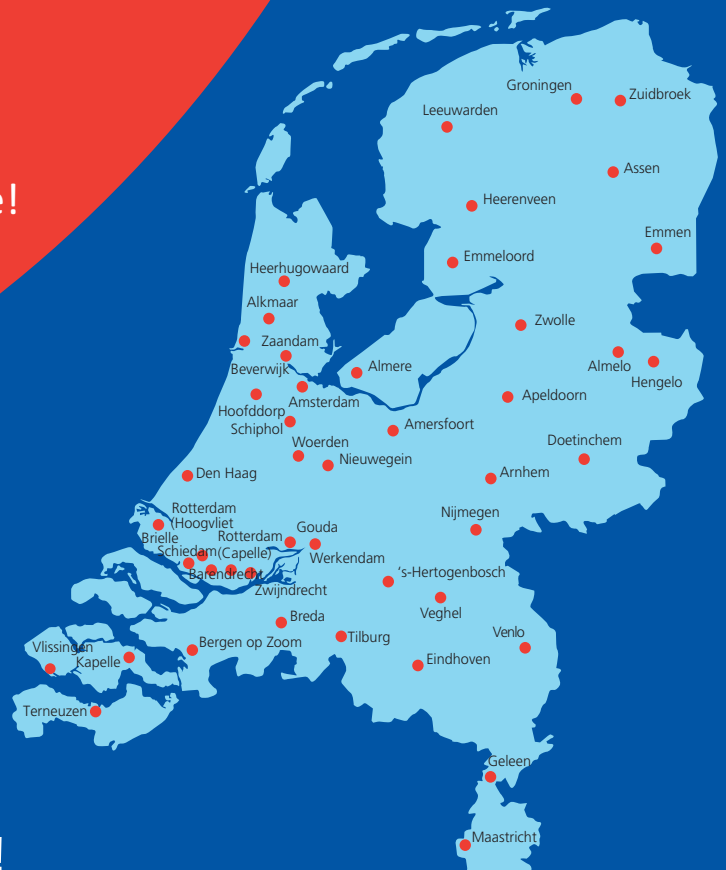 Groningen
Zuidbroek
Leeuwarden
Assen
e!
Heerenveen
Emmen
Emmeloord
Heerhugowaard
Alkmaar
Zwolle
Zaandam
Beverwijk
Almere
Almelo
Hengelo
Amsterdam
Apeldoorn
Hoofddorp
Schiphol
Amersfoort
Woerden
Doetinchem
Nieuwegein
Den Haag
Arnhem
Rotterdam
(Hoogvliet
Nijmegen
Brielle
Rotterdam
(Capelle)
Gouda
Schiedam
Werkendam
Barendrecht
's-Hertogenbosch
Zwijndrecht
Veghel
Breda
Venlo
Tilburg
Bergen op Zoom
Vlissingen
Kapelle
Eindhoven
Terneuzen
Geleen
Maastricht